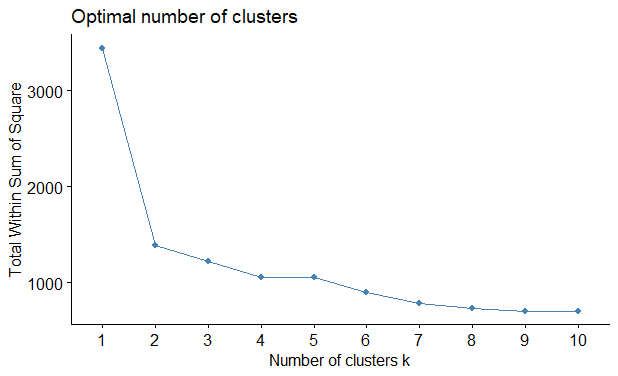 Optimal number of clusters
Total Within Sum of Square
3000
2000
1000
1 2 3 4 5 6 7 8 9 10
Number of clusters k